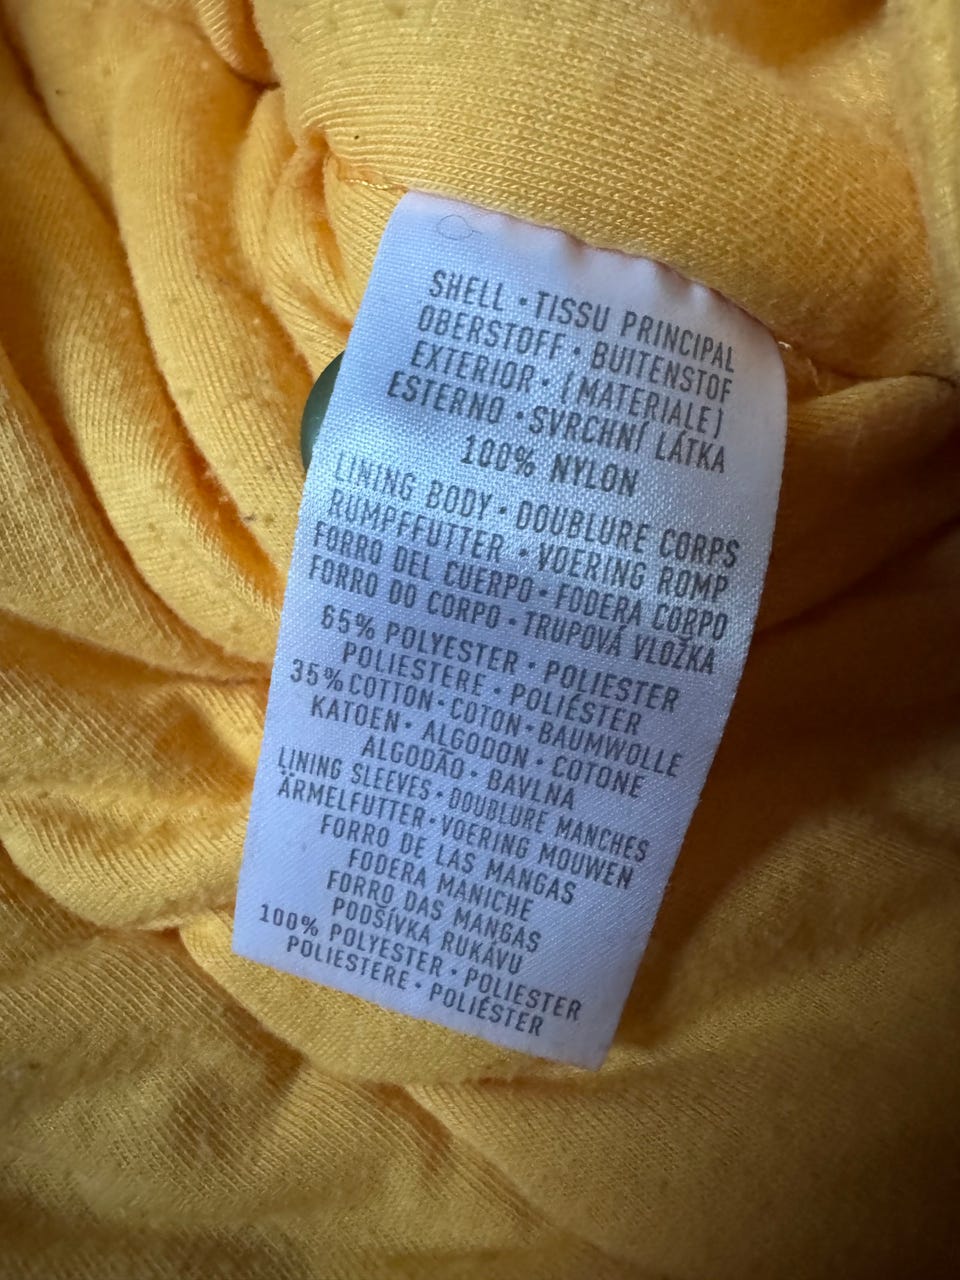 SHELL • TISSU PRINCIPAL
OBERSTOFF • BUITENSTOF
EXTERIOR • (MATERIALE)
ESTERNO • SVRCHNÍ LÁTKA
100% NYLON
LINING BODY • DOUBLURE CORPS
RUMPFFUTTER • VOERING ROMP
FORRO DEL CUERPO • FODERA CORPO
FORRO DO CORPO • TRUPOVÁ VLOŽKA
65% POLYESTER • POLIESTER
POLIESTERE • POLIÉSTER
35% COTTON • COTON • BAUMWOLLE
KATOEN • ALGODON • COTONE
ALGODÃO • BAVLNA
LINING SLEEVES • DOUBLURE MANCHES
ÄRMELFUTTER • VOERING MOUWEN
FORRO DE LAS MANGAS
FODERA MANICHE
FORRO DAS MANGAS
PODŠÍVKA RUKÁVU
100% POLYESTER • POLIESTER
POLIESTERE • POLIÉSTER